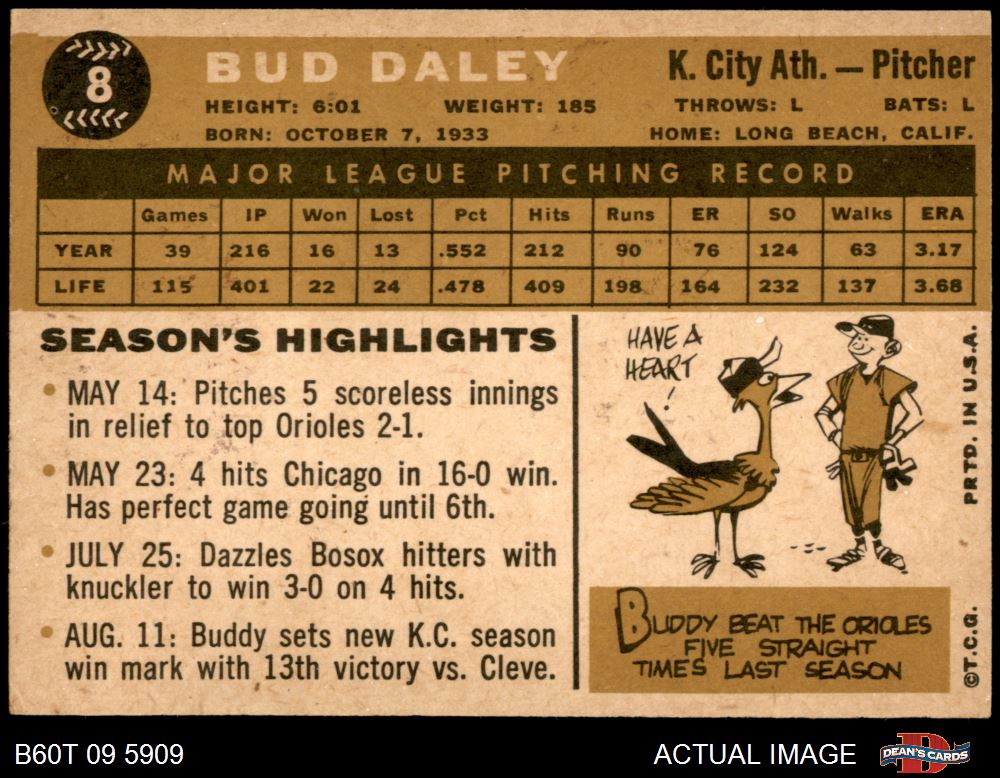 8
BUD DALEY
K. City Ath. — Pitcher
HEIGHT: 6:01 WEIGHT: 185 THROWS: L BATS: L
BORN: OCTOBER 7, 1933 HOME: LONG BEACH, CALIF.
MAJOR LEAGUE PITCHING RECORD
Games IP Won Lost Pct Hits Runs ER SO Walks ERA
YEAR 39 216 16 13 .552 212 90 76 124 63 3.17
LIFE 115 401 22 24 .478 409 198 164 232 137 3.68
SEASON'S HIGHLIGHTS
• MAY 14: Pitches 5 scoreless innings
in relief to top Orioles 2-1.
• MAY 23: 4 hits Chicago in 16-0 win.
Has perfect game going until 6th.
• JULY 25: Dazzles Bosox hitters with
knuckler to win 3-0 on 4 hits.
• AUG. 11: Buddy sets new K.C. season
win mark with 13th victory vs. Cleve.
HAVE A
HEART
!
BUDDY BEAT THE ORIOLES
FIVE STRAIGHT
TIMES LAST SEASON
PRTD. IN U.S.A.
©T.C.G.
B60T 09 5909
ACTUAL IMAGE
DEAN'S CARDS